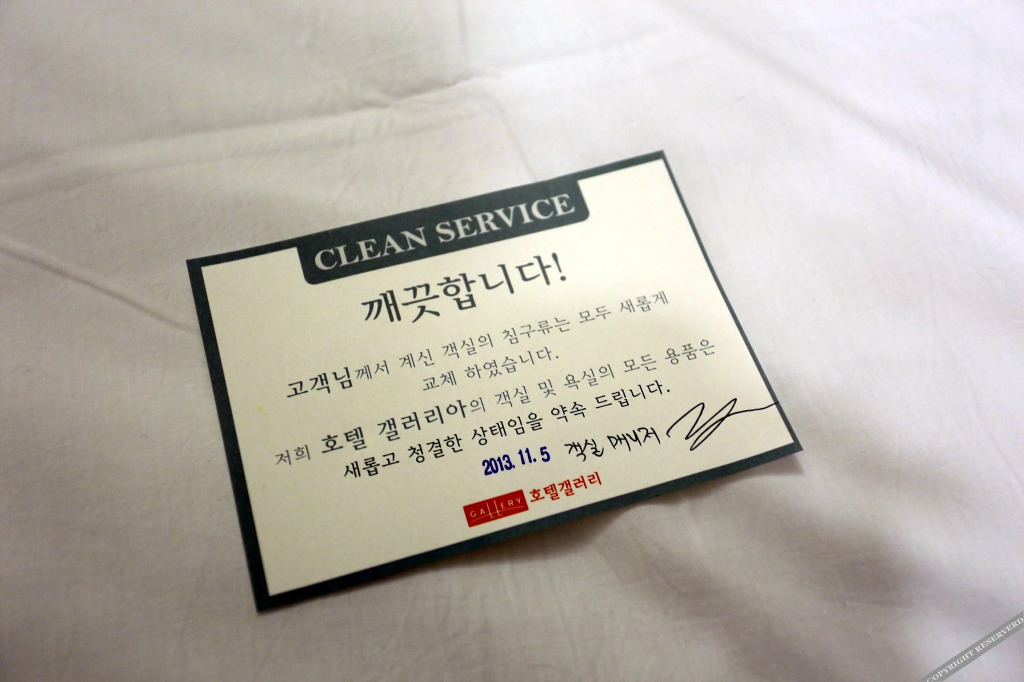 CLEAN SERVICE
깨끗합니다!
고객님께서 계신 객실의 침구류는 모두 새롭게
교체 하였습니다.
저희 호텔 갤러리아의 객실 및 욕실의 모든 용품은
새롭고 청결한 상태임을 약속 드립니다.
2013. 11. 5 객실 매니저
GALLERY 호텔갤러리
COPYRIGHT RESERVERD